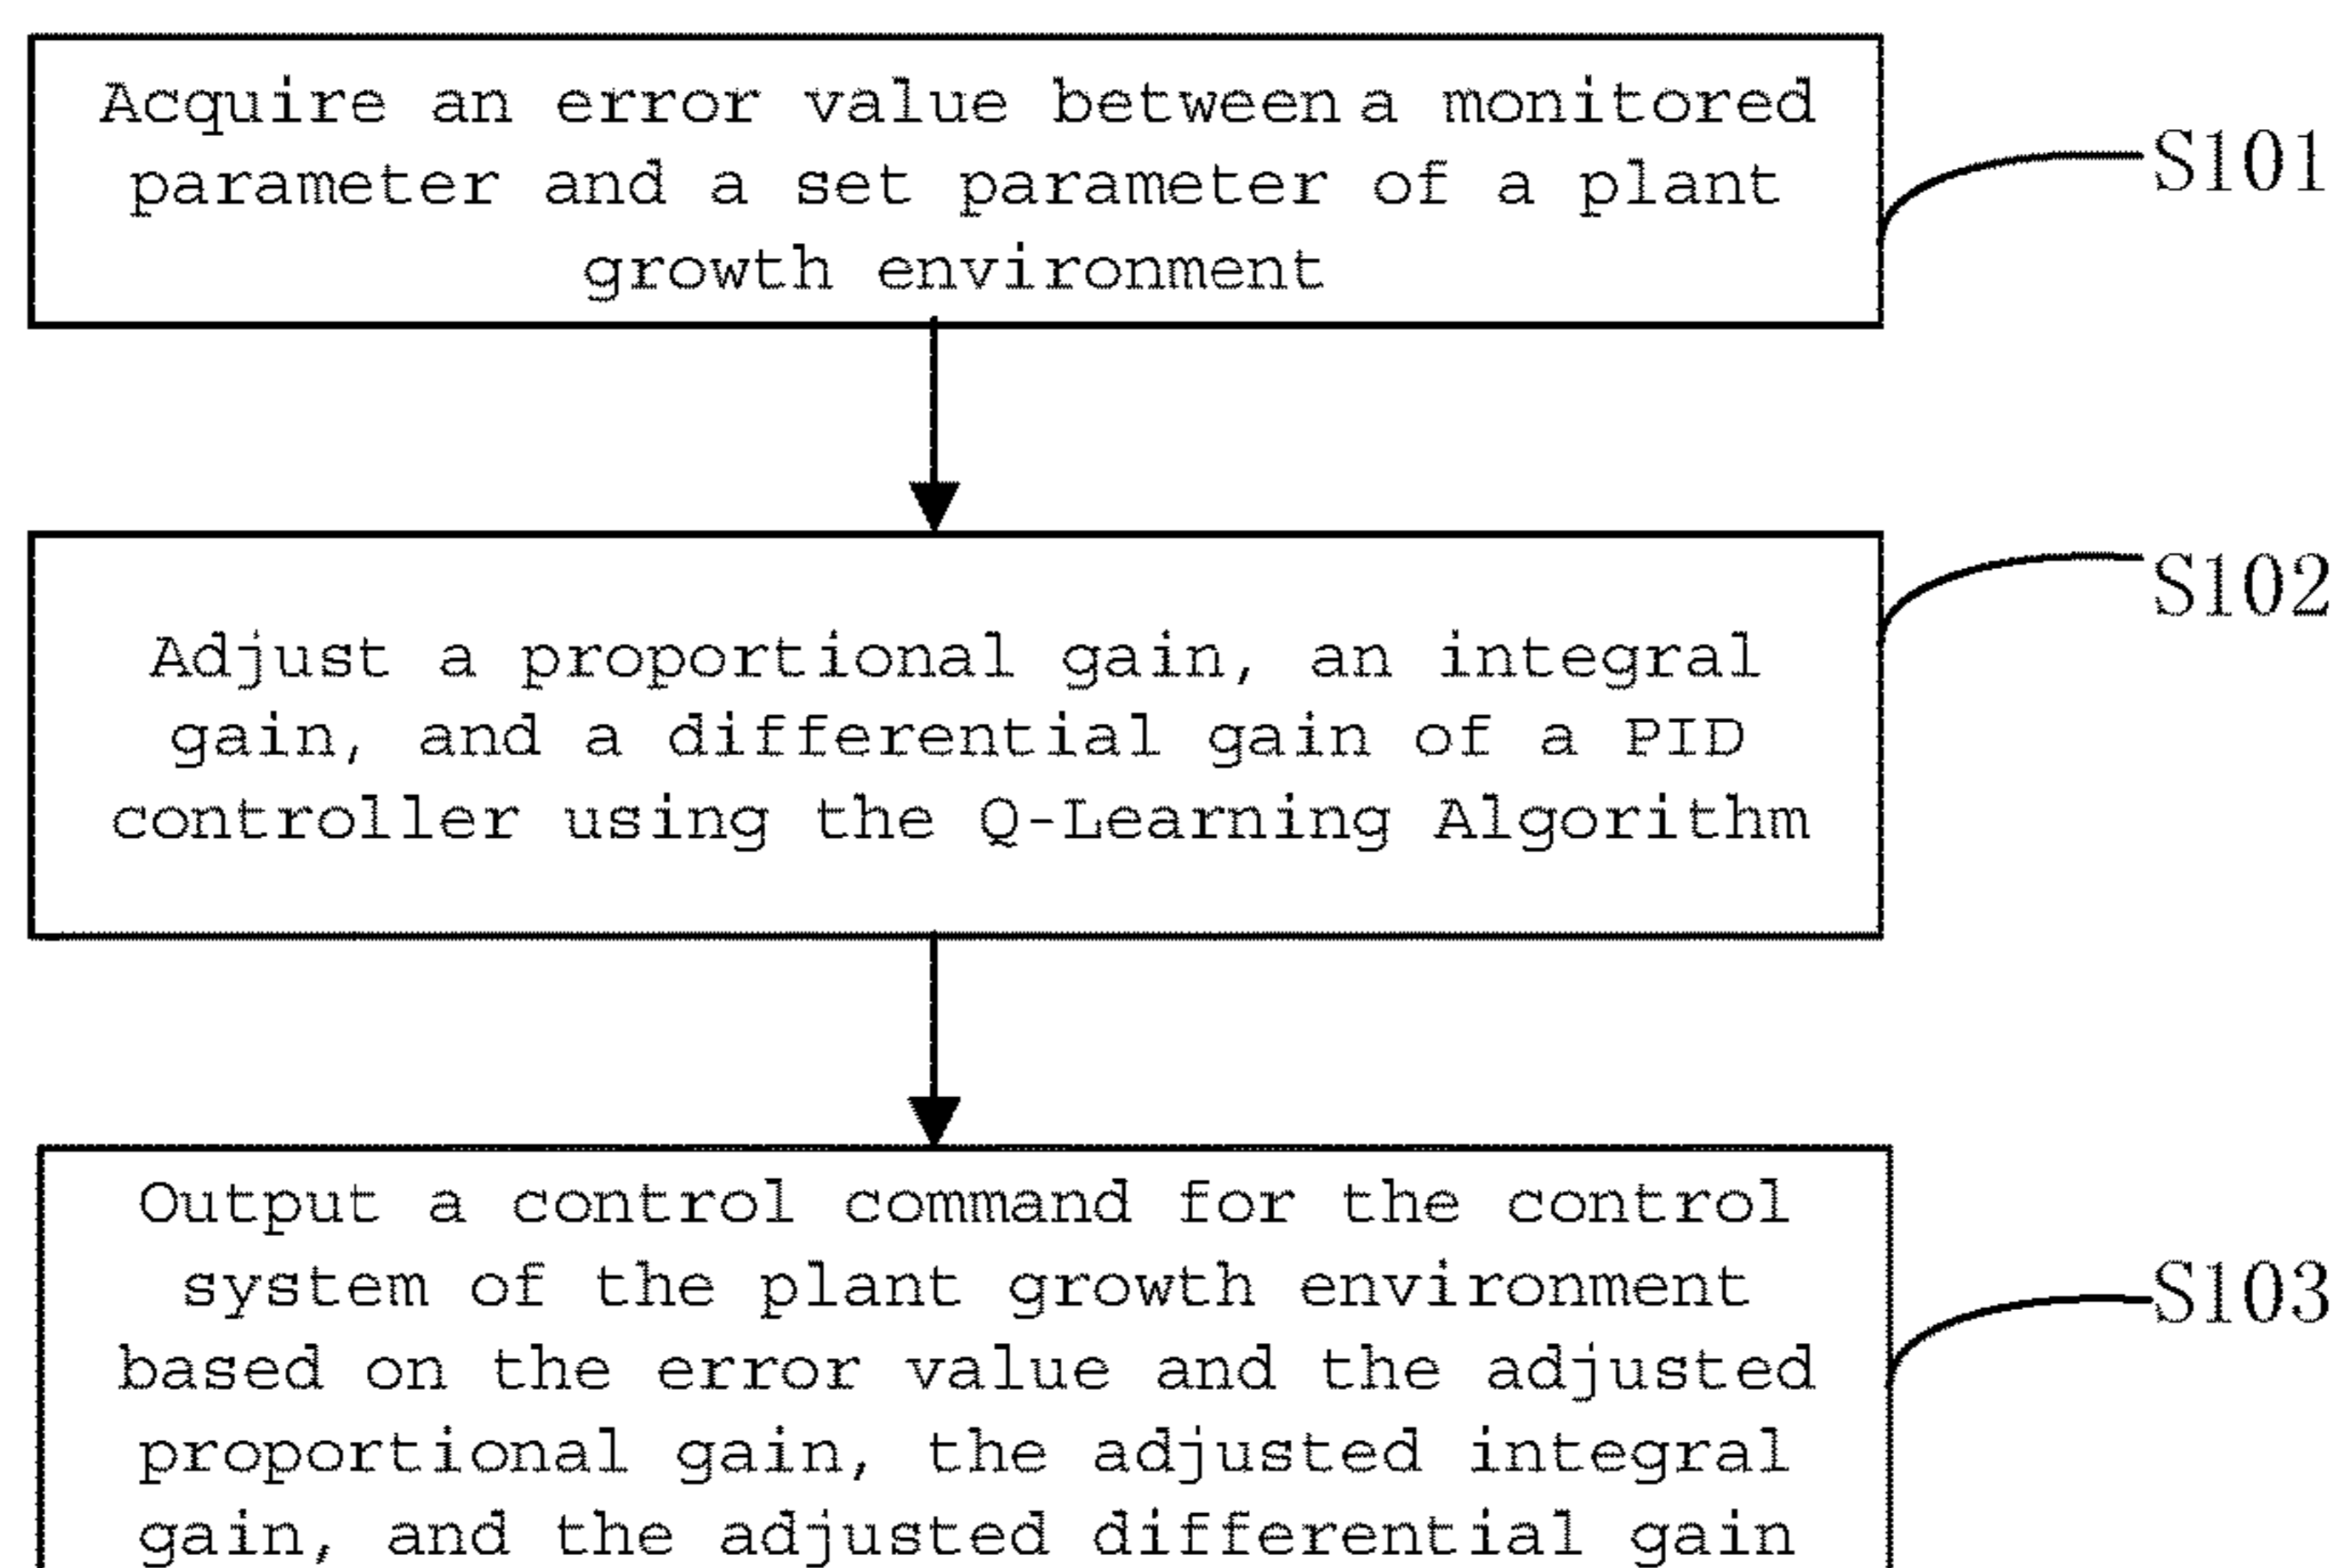 Acquire an error value between a monitored
parameter and a set parameter of a plant
growth environment
S101
Adjust a proportional gain, an integral
gain, and a differential gain of a PID
controller using the Q-Learning Algorithm
S102
Output a control command for the control
system of the plant growth environment
based on the error value and the adjusted
proportional gain, the adjusted integral
gain, and the adjusted differential gain
S103